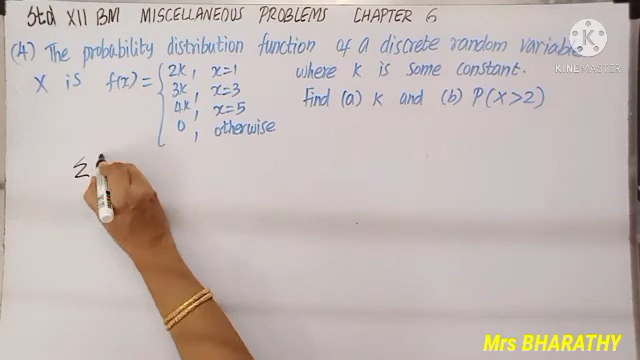 Std XII BM MISCELLANEOUS PROBLEMS CHAPTER 6
(4) The probability distribution function of a discrete random variable
X is f(x) = { 2k, x=1 where k is some constant.
3k, x=3 Find (a) k and (b) P(X>2)
4k, x=5
0, otherwise
Σ
KINEMASTER
Mrs BHARATHY